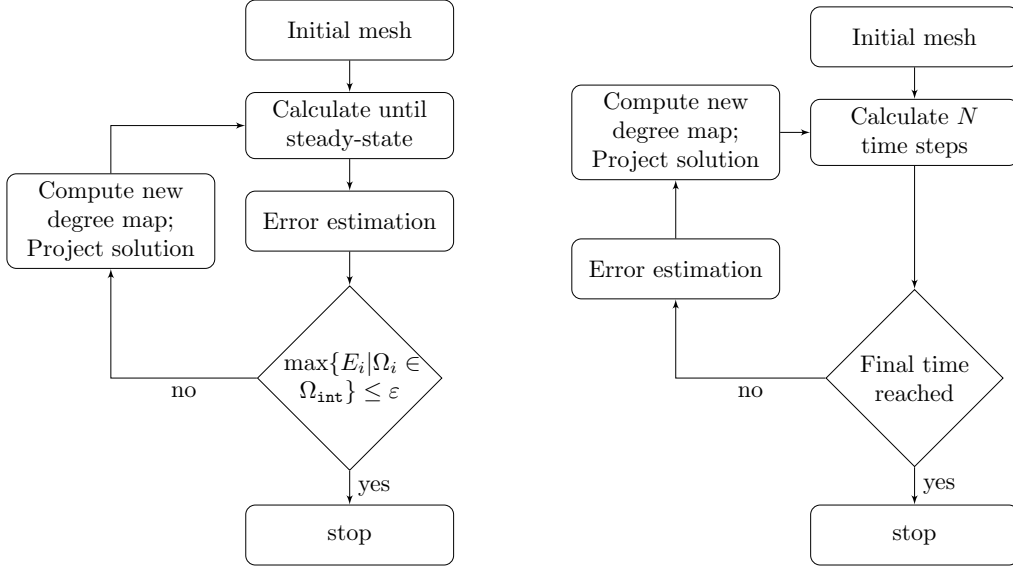 Initial mesh
Calculate until
steady-state
Compute new
degree map;
Project solution
Error estimation
max{E_i|Ω_i ∈
Ω_int} ≤ ε
no
yes
stop
Initial mesh
Compute new
degree map;
Project solution
Calculate N
time steps
Error estimation
Final time
reached
no
yes
stop